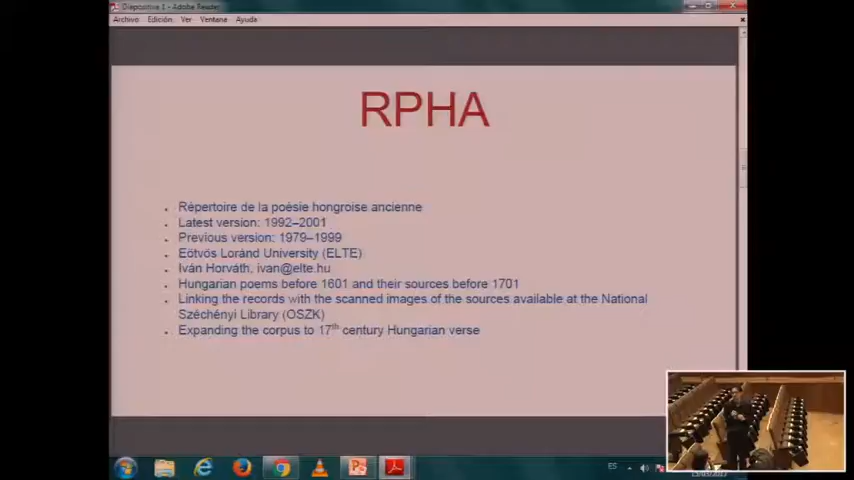 Diapositiva 1 - Adobe Reader
Archivo Edición Ver Ventana Ayuda
RPHA
Répertoire de la poésie hongroise ancienne
Latest version: 1992–2001
Previous version: 1979–1999
Eötvös Loránd University (ELTE)
Iván Horváth, ivan@elte.hu
Hungarian poems before 1601 and their sources before 1701
Linking the records with the scanned images of the sources available at the National
Széchényi Library (OSZK)
Expanding the corpus to 17th century Hungarian verse
ES